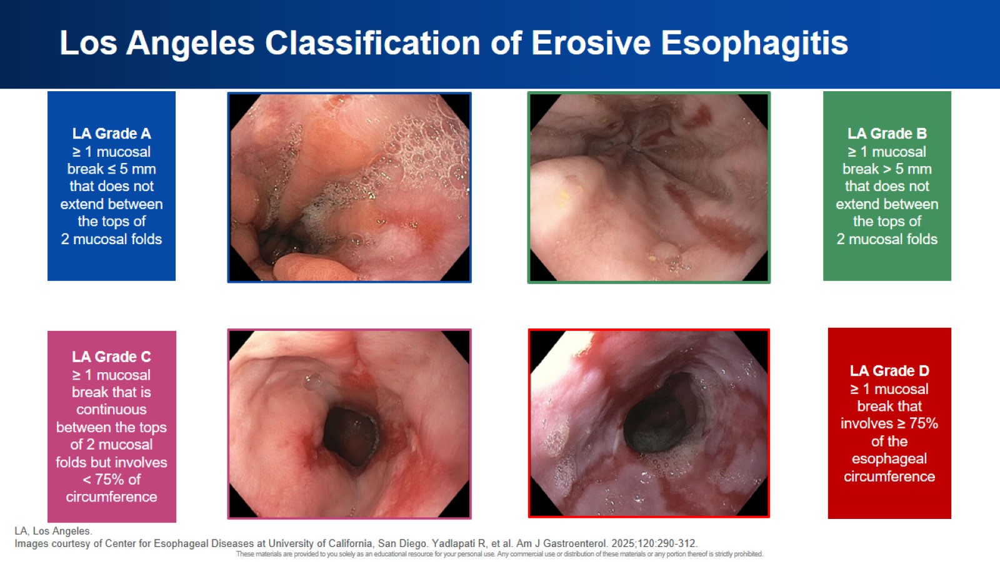 Los Angeles Classification of Erosive Esophagitis
LA Grade A
≥ 1 mucosal
break ≤ 5 mm
that does not
extend between
the tops of
2 mucosal folds
LA Grade B
≥ 1 mucosal
break > 5 mm
that does not
extend between
the tops of
2 mucosal folds
LA Grade C
≥ 1 mucosal
break that is
continuous
between the tops
of 2 mucosal
folds but involves
< 75% of
circumference
LA Grade D
≥ 1 mucosal
break that
involves ≥ 75%
of the
esophageal
circumference
LA, Los Angeles.
Images courtesy of Center for Esophageal Diseases at University of California, San Diego. Yadlapati R, et al. Am J Gastroenterol. 2025;120:290-312.
These materials are provided to you solely as an educational resource for your personal use. Any commercial use or distribution of these materials or any portion thereof is strictly prohibited.